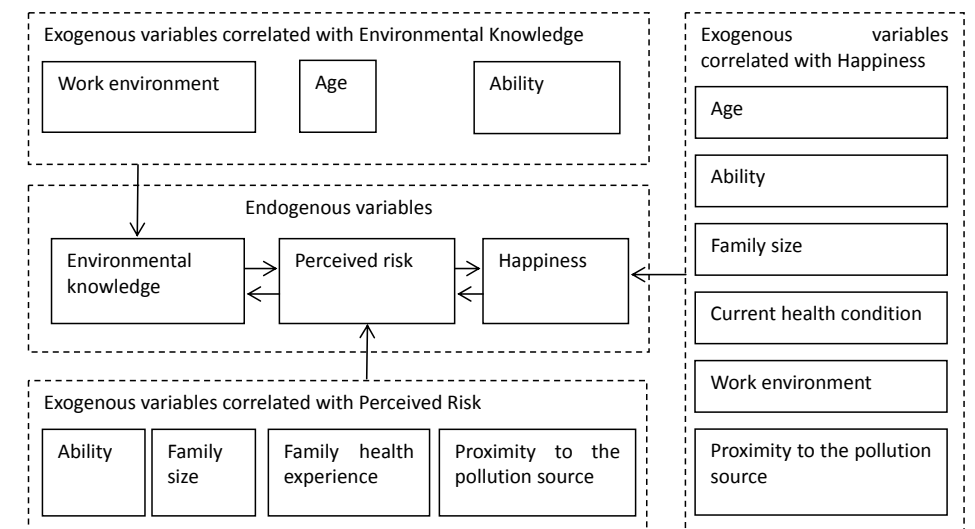 Exogenous variables correlated with Environmental Knowledge
Work environment
Age
Ability
Endogenous variables
Environmental
knowledge
Perceived risk
Happiness
Exogenous variables correlated with Perceived Risk
Ability
Family
size
Family health
experience
Proximity to the
pollution source
Exogenous variables
correlated with Happiness
Age
Ability
Family size
Current health condition
Work environment
Proximity to the pollution
source